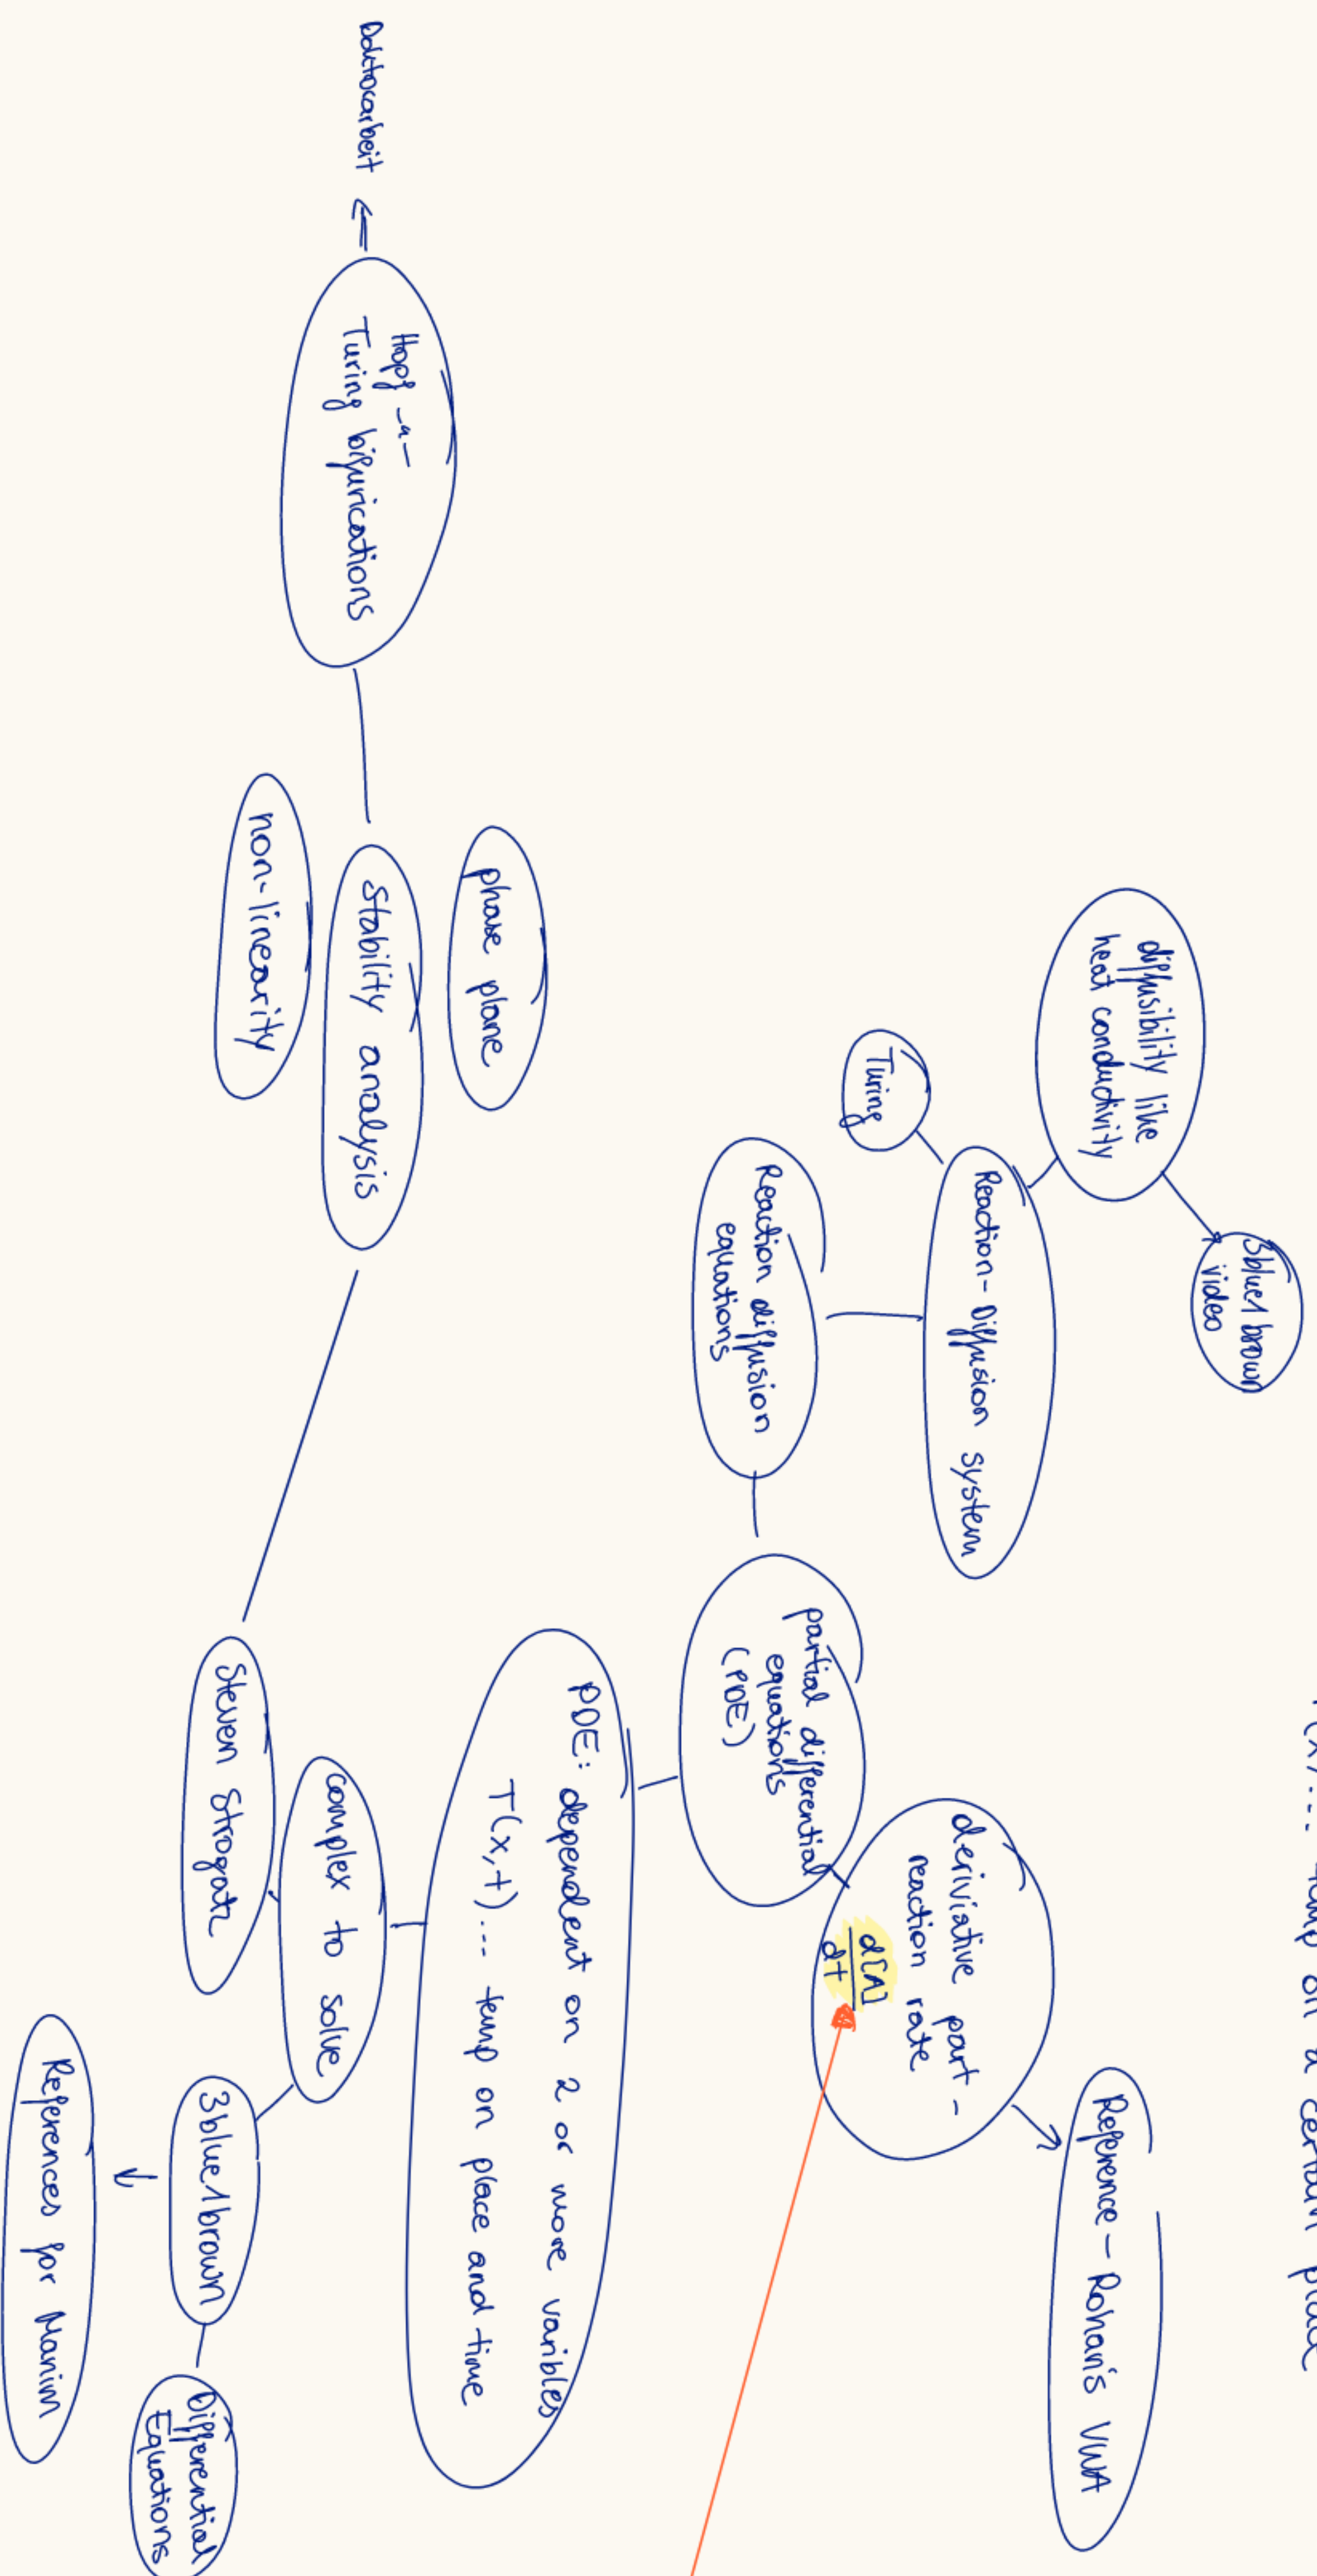 T(x)... temp on a certain place
3blue1brown
video
diffusibility like
heat conductivity
Reference - Rohan's VWA
Reaction-Diffusion system
Turing
deriviative part -
reaction rate
d[A]
dt
Reaction diffusion
equations
partial differential
equations
(PDE)
PDE: dependent on 2 or more varibles
T(x,t)... temp on place and time
phase plane
Stability analysis
non-linearity
Hopf -"-
Turing bifurications
Doktorarbeit
complex to solve
Steven Strogatz
3blue1brown
Differential
Equations
References for Manim